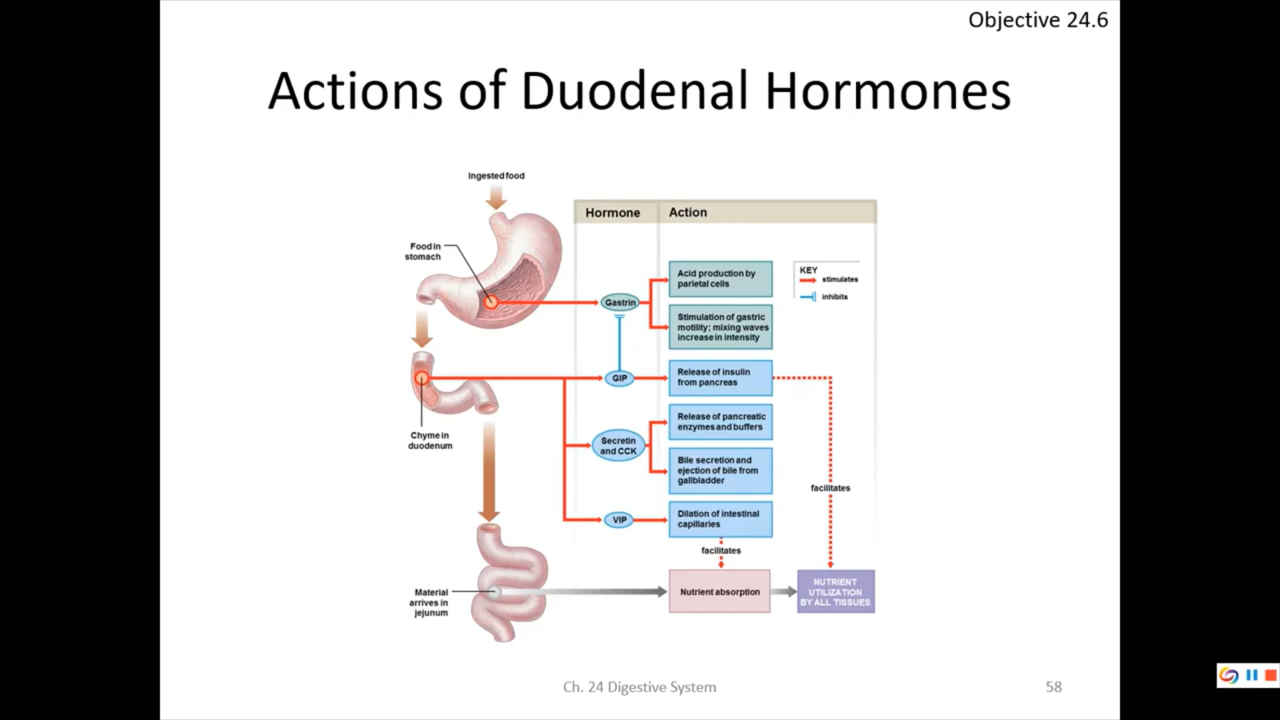 Objective 24.6
Actions of Duodenal Hormones
Ingested food
Hormone
Action
Food in
stomach
Acid production by
parietal cells
KEY
stimulates
inhibits
Gastrin
Stimulation of gastric
motility; mixing waves
increase in intensity
GIP
Release of insulin
from pancreas
Chyme in
duodenum
Secretin
and CCK
Release of pancreatic
enzymes and buffers
Bile secretion and
ejection of bile from
gallbladder
facilitates
VIP
Dilation of intestinal
capillaries
facilitates
Material
arrives in
jejunum
Nutrient absorption
NUTRIENT
UTILIZATION
BY ALL TISSUES
Ch. 24 Digestive System
58